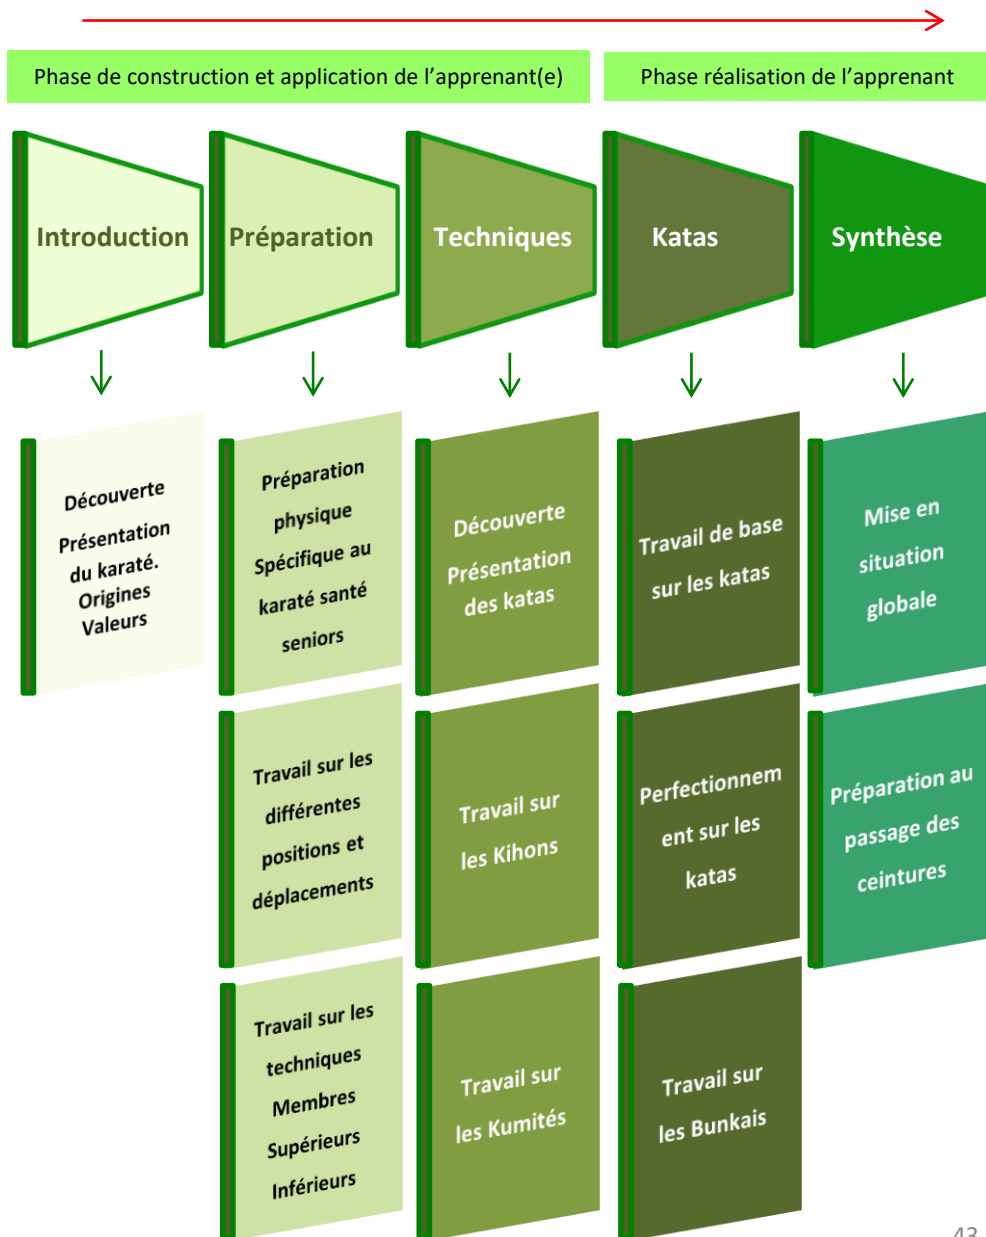 Phase de construction et application de l’apprenant(e)
Phase réalisation de l’apprenant
Introduction
Préparation
Techniques
Katas
Synthèse
Découverte
Présentation
du karaté.
Origines
Valeurs
Préparation
physique
Spécifique au
karaté santé
seniors
Découverte
Présentation
des katas
Travail de base
sur les katas
Mise en
situation
globale
Travail sur les
différentes
positions et
déplacements
Travail sur
les Kihons
Perfectionnem
ent sur les
katas
Préparation au
passage des
ceintures
Travail sur les
techniques
Membres
Supérieurs
Inférieurs
Travail sur
les Kumités
Travail sur
les Bunkais
43